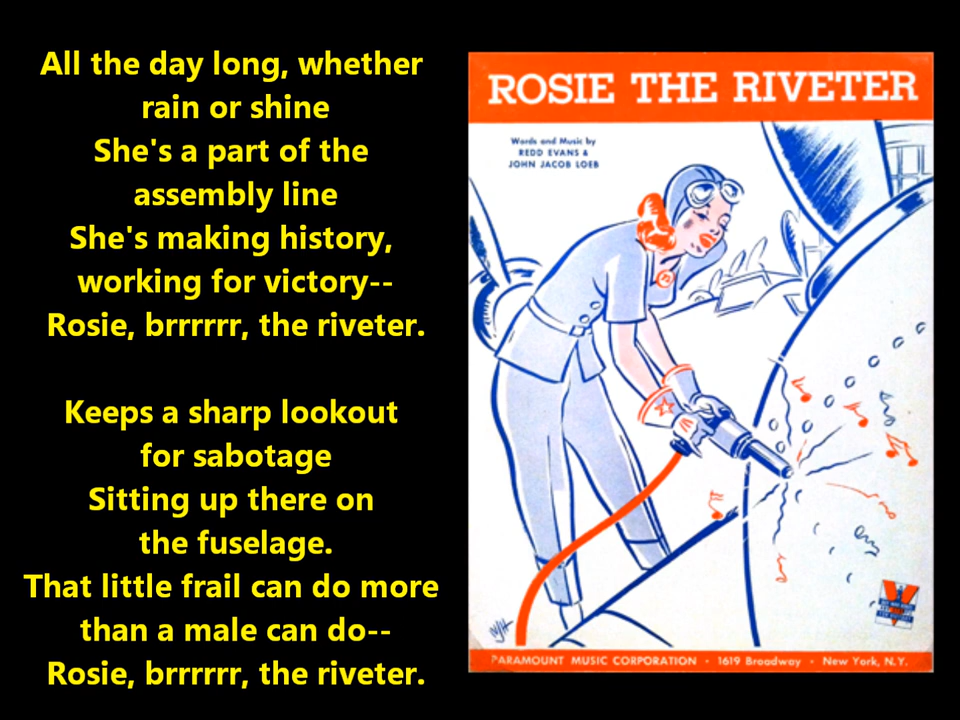 All the day long, whether
rain or shine
She's a part of the
assembly line
She's making history,
working for victory--
Rosie, brrrrrr, the riveter.
Keeps a sharp lookout
for sabotage
Sitting up there on
the fuselage.
That little frail can do more
than a male can do--
Rosie, brrrrrr, the riveter.
ROSIE THE RIVETER
Words and Music by
REDD EVANS &
JOHN JACOB LOEB
PARAMOUNT MUSIC CORPORATION • 1619 Broadway • New York, N.Y.